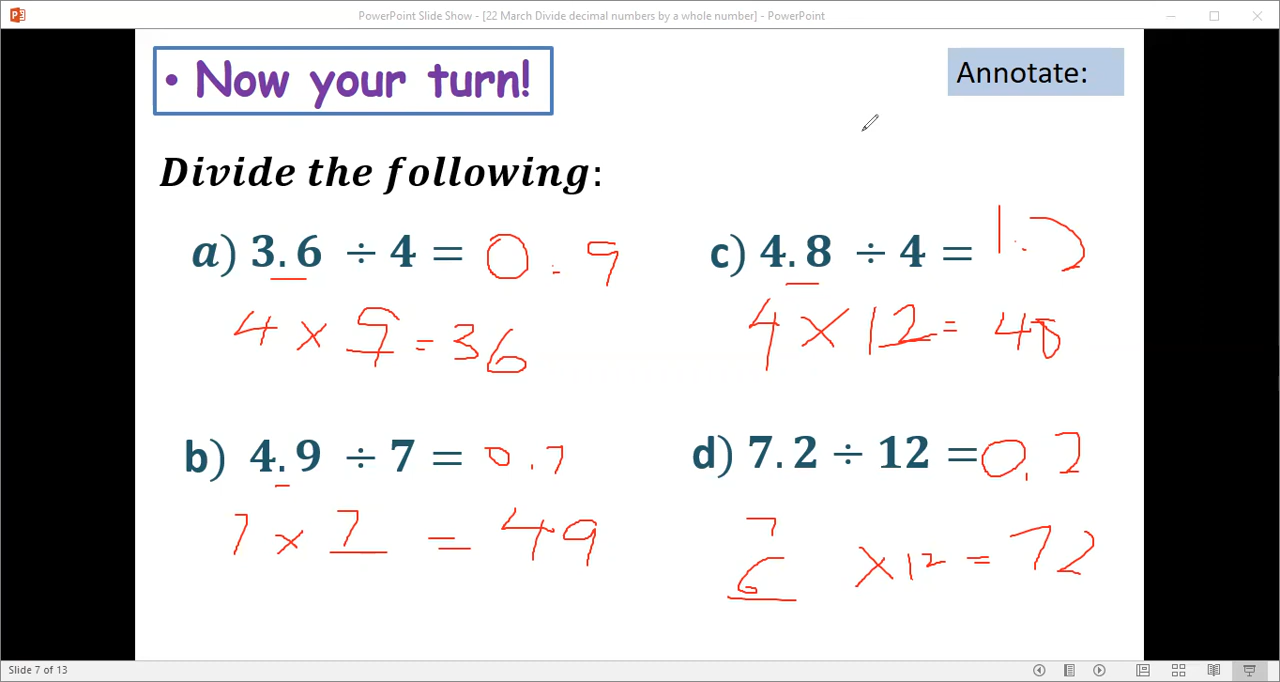 PowerPoint Slide Show - [22 March Divide decimal numbers by a whole number] - PowerPoint
• Now your turn!
Annotate:
Divide the following:
a) 3.6 ÷ 4 = 0.9
4 × 9 = 36
b) 4.9 ÷ 7 = 0.7
7 × 7 = 49
c) 4.8 ÷ 4 = 1.2
4 × 12 = 48
d) 7.2 ÷ 12 = 0.7
7
6 × 12 = 72
Slide 7 of 13